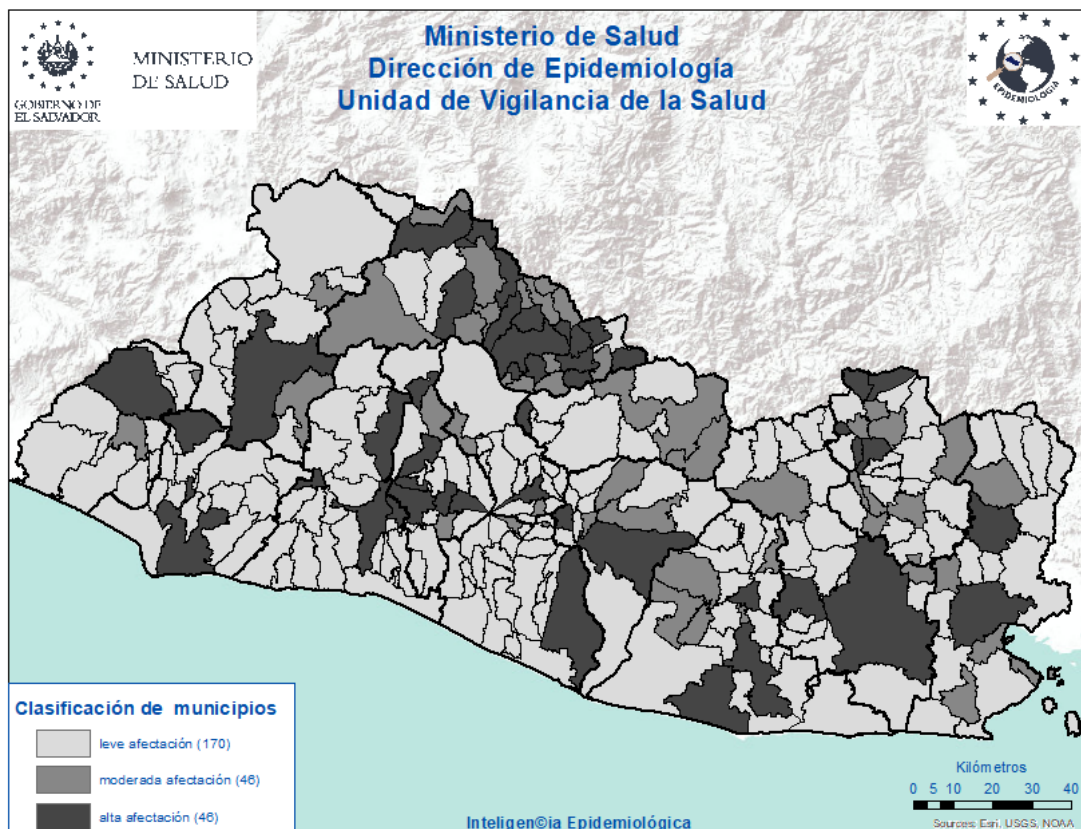 MINISTERIO
DE SALUD
GOBIERNO DE
EL SALVADOR
Ministerio de Salud
Dirección de Epidemiología
Unidad de Vigilancia de la Salud
EPIDEMIOLOGIA
Clasificación de municipios
leve afectación (170)
moderada afectación (46)
alta afectación (46)
Inteligen©ia Epidemiológica
Kilómetros
0 5 10 20 30 40
Sources: Esri, USGS, NOAA